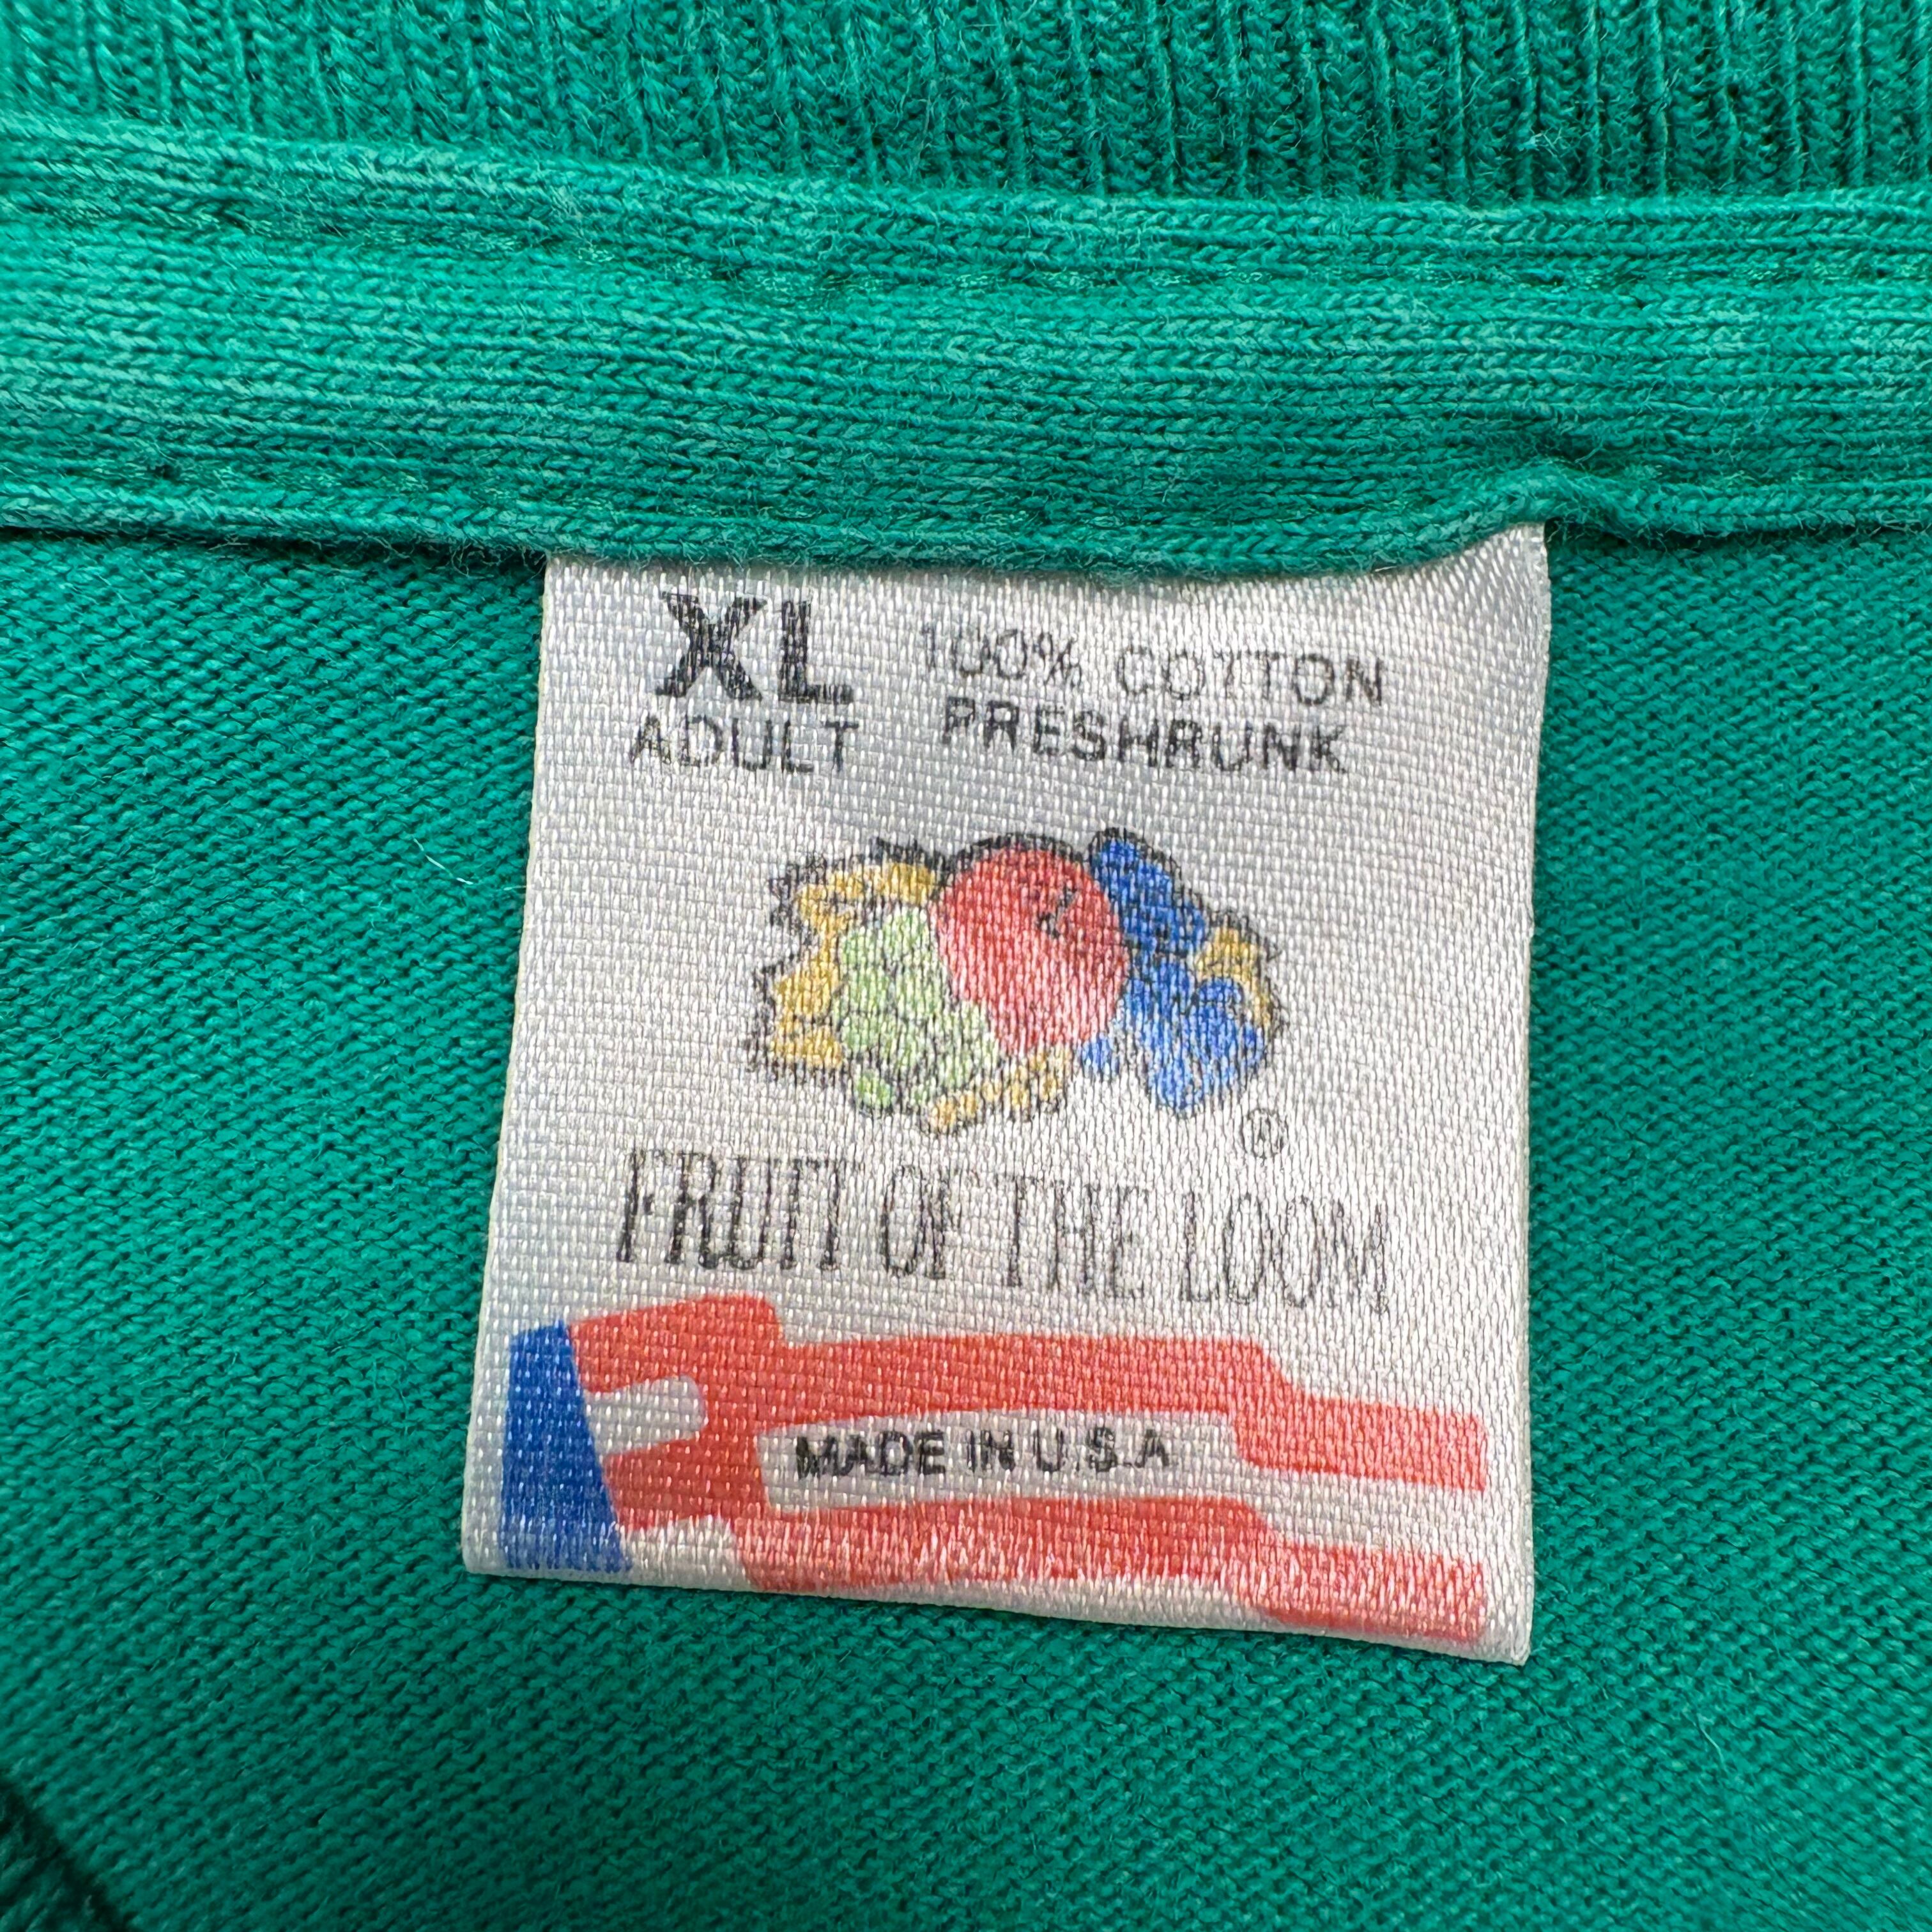 XL 100% COTTON
ADULT PRESHRUNK
®
FRUIT OF THE LOOM
MADE IN U.S.A